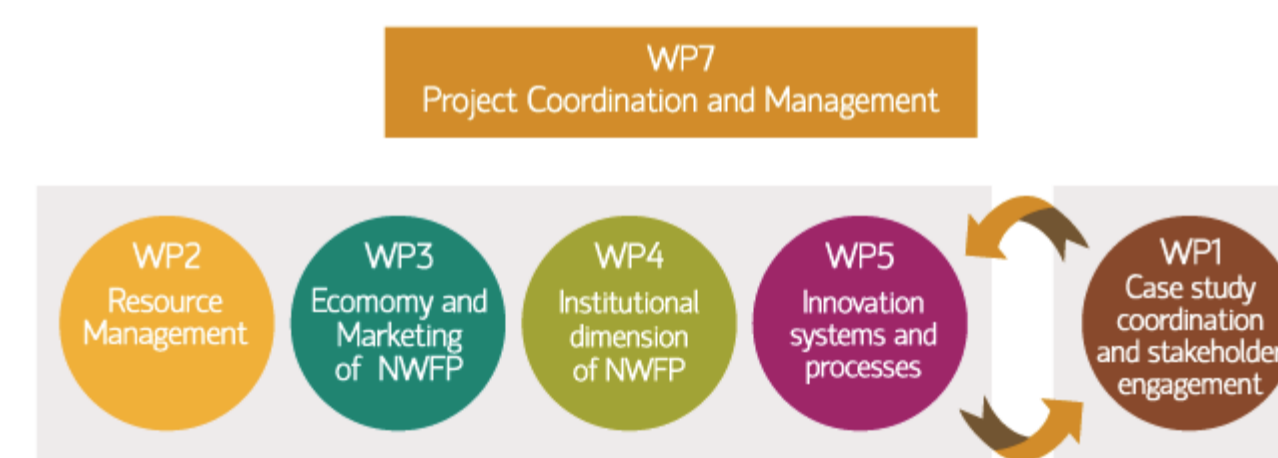 WP7
Project Coordination and Management
WP2
Resource
Management
WP3
Ecomomy and
Marketing
of NWFP
WP4
Institutional
dimension
of NWFP
WP5
Innovation
systems and
processes
WP1
Case study
coordination
and stakeholder
engagement